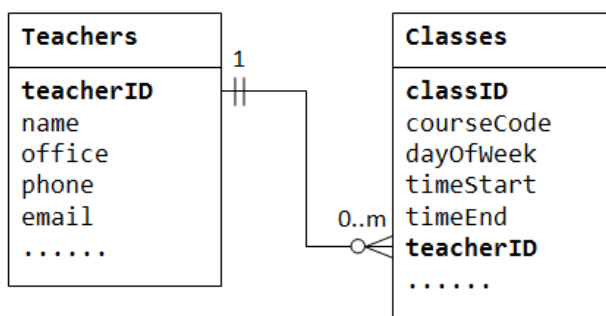 Teachers
teacherID
name
office
phone
email
......
1
0..m
Classes
classID
courseCode
dayOfWeek
timeStart
timeEnd
teacherID
......